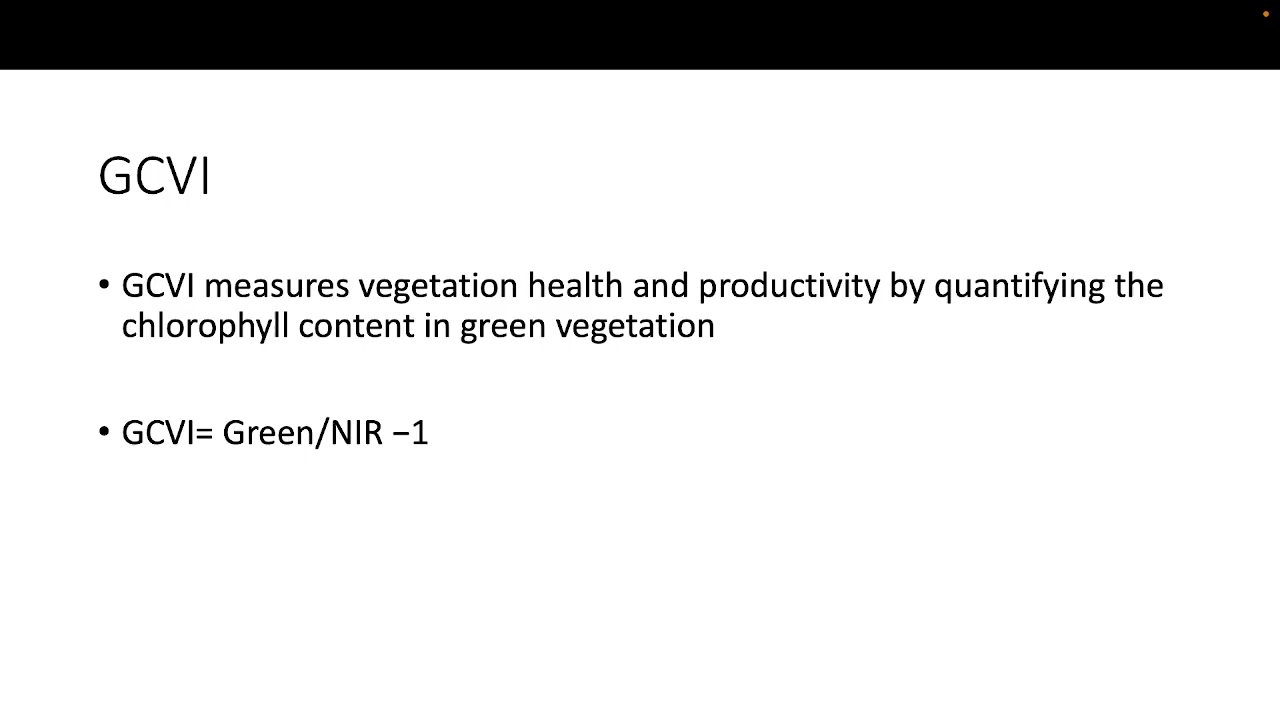 GCVI
• GCVI measures vegetation health and productivity by quantifying the
chlorophyll content in green vegetation
• GCVI= Green/NIR −1